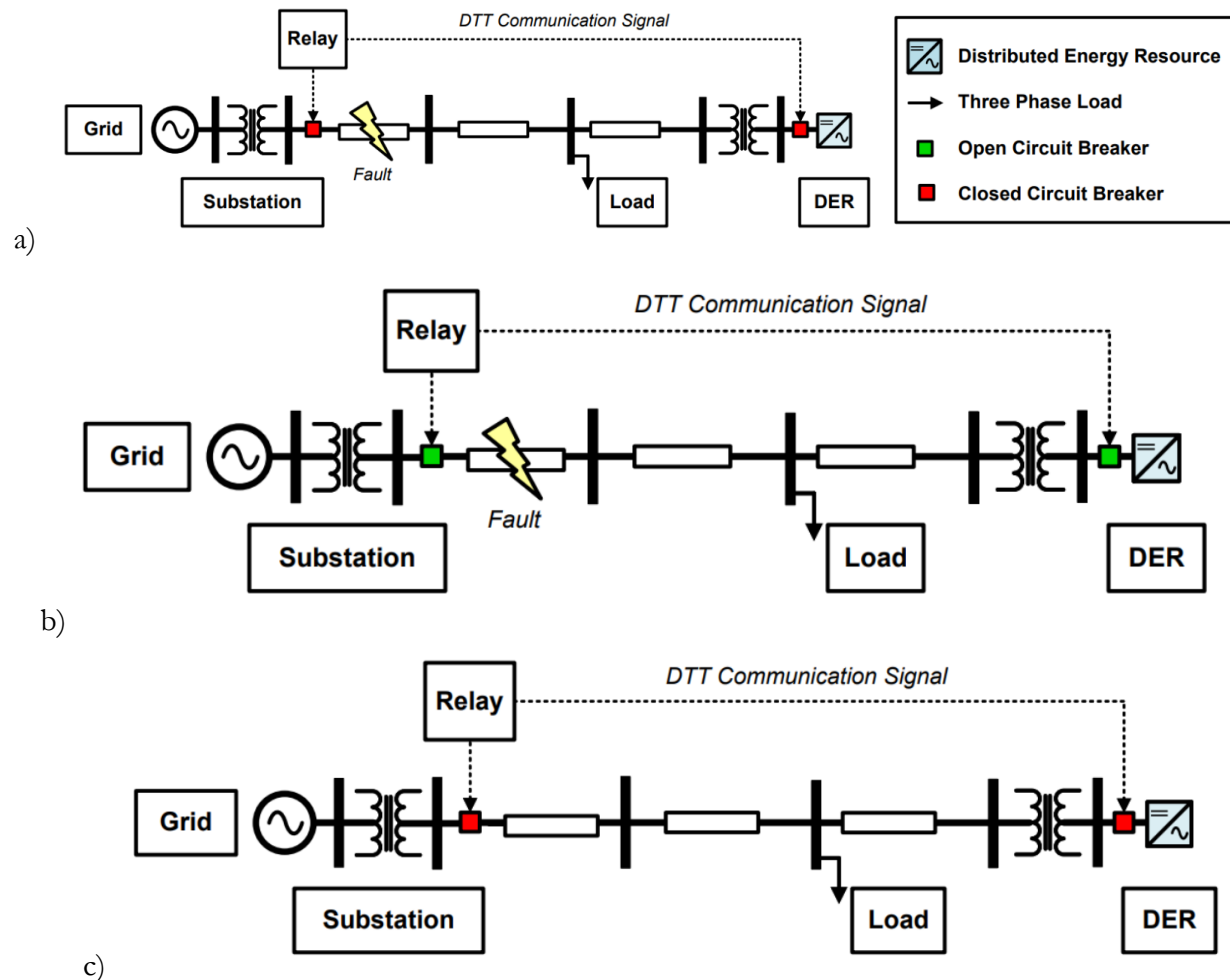 DTT Communication Signal
Relay
Grid
Fault
Substation
Load
DER
Distributed Energy Resource
Three Phase Load
Open Circuit Breaker
Closed Circuit Breaker
a)
DTT Communication Signal
Relay
Grid
Fault
Substation
Load
DER
b)
DTT Communication Signal
Relay
Grid
Substation
Load
DER
c)